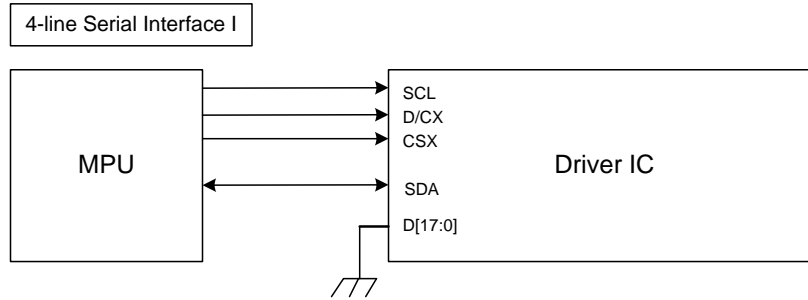 4-line Serial Interface I
SCL
D/CX
CSX
MPU
Driver IC
SDA
D[17:0]